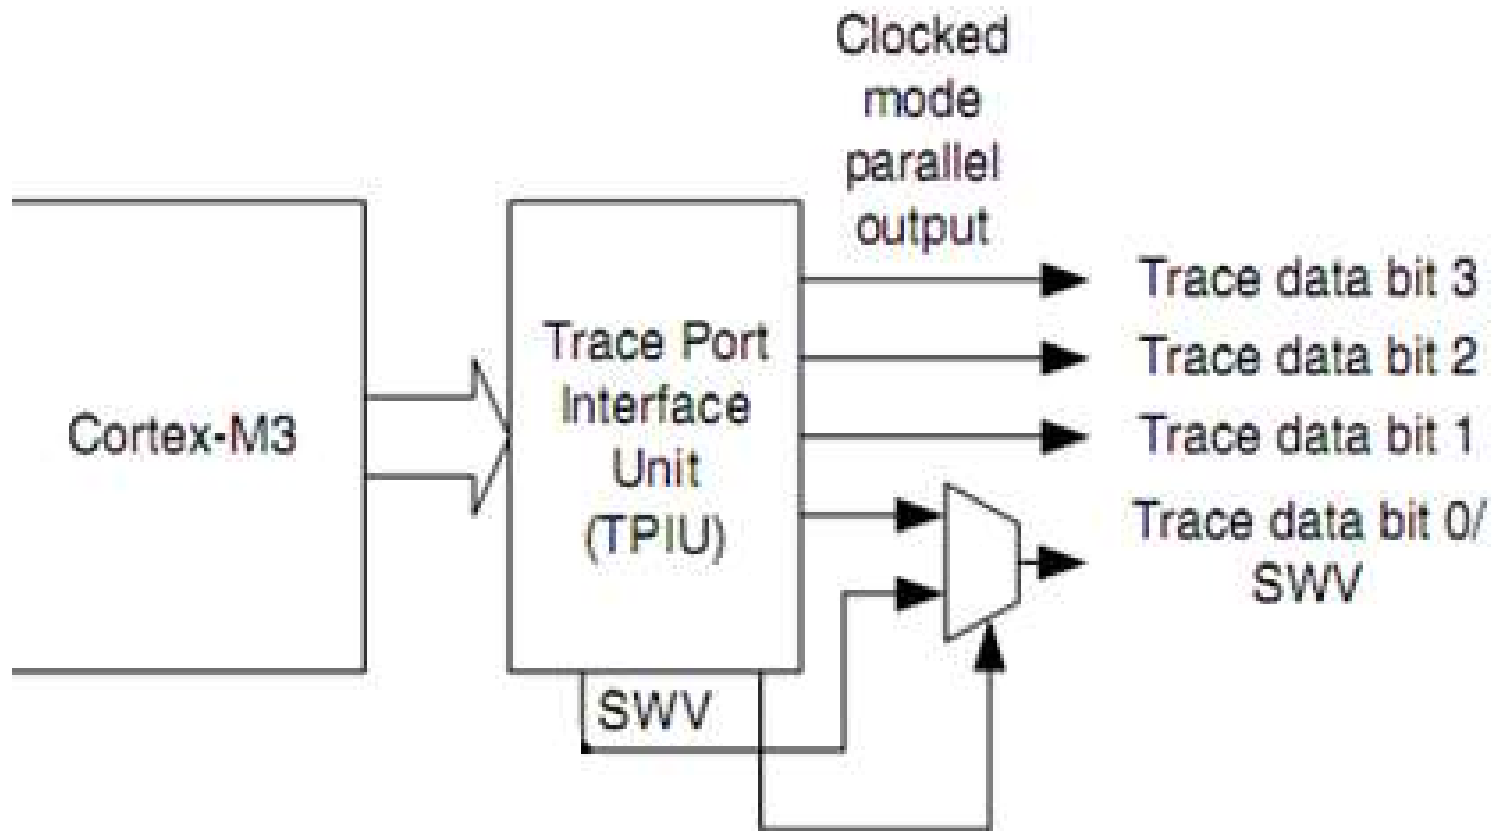 Clocked
mode
parallel
output
Cortex-M3
Trace Port
Interface
Unit
(TPIU)
Trace data bit 3
Trace data bit 2
Trace data bit 1
Trace data bit 0/
SWV
SWV